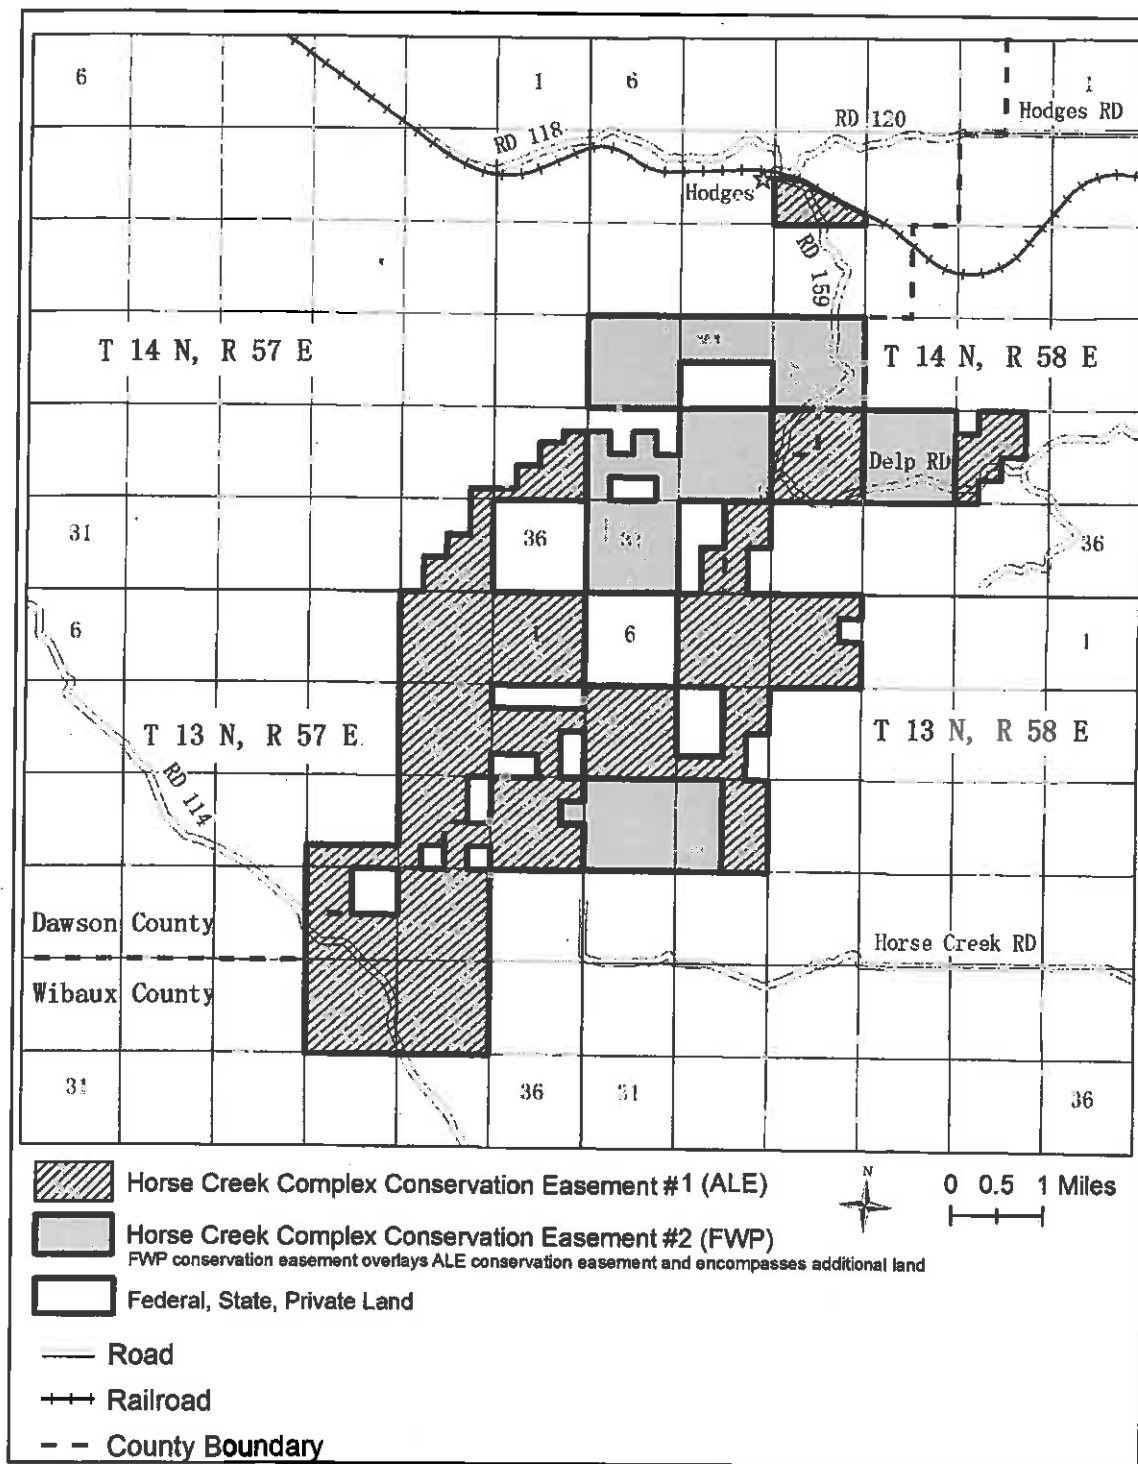 6
1
6
1
Hodges RD
RD 118
RD 120
Hodges
RD 159
T 14 N, R 57 E
T 14 N, R 58 E
Delp RD
31
36
36
6
1
6
1
T 13 N, R 57 E
T 13 N, R 58 E
RD 114
Dawson County
Horse Creek RD
Wibaux County
31
36
31
36
Horse Creek Complex Conservation Easement #1 (ALE)
N
0 0.5 1 Miles
Horse Creek Complex Conservation Easement #2 (FWP)
FWP conservation easement overlays ALE conservation easement and encompasses additional land
Federal, State, Private Land
Road
Railroad
County Boundary